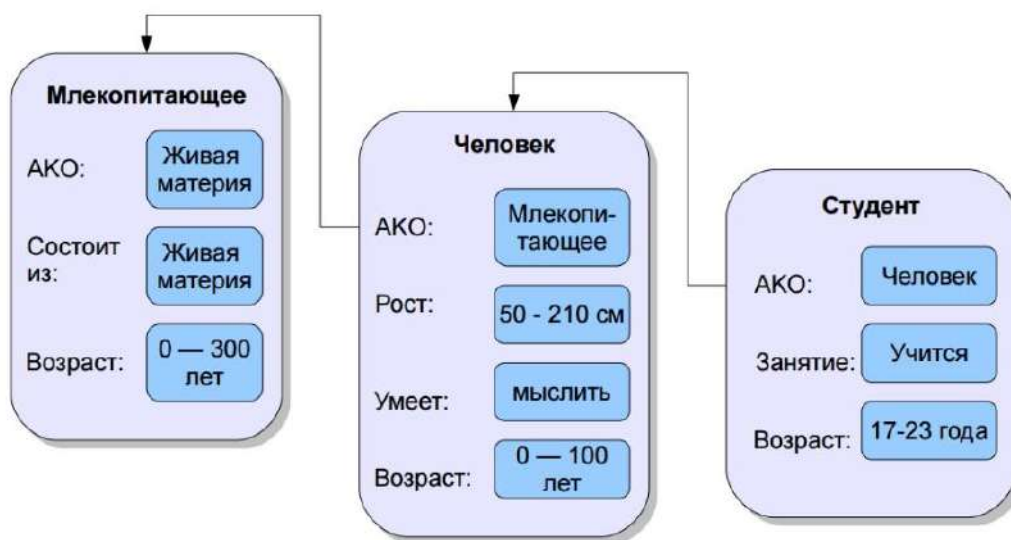 Млекопитающее
АКО:
Живая
материя
Состоит
из:
Живая
материя
Возраст:
0 — 300
лет
Человек
АКО:
Млекопи-
тающее
Рост:
50 - 210 см
Умеет:
мыслить
Возраст:
0 — 100
лет
Студент
АКО:
Человек
Занятие:
Учится
Возраст:
17-23 года